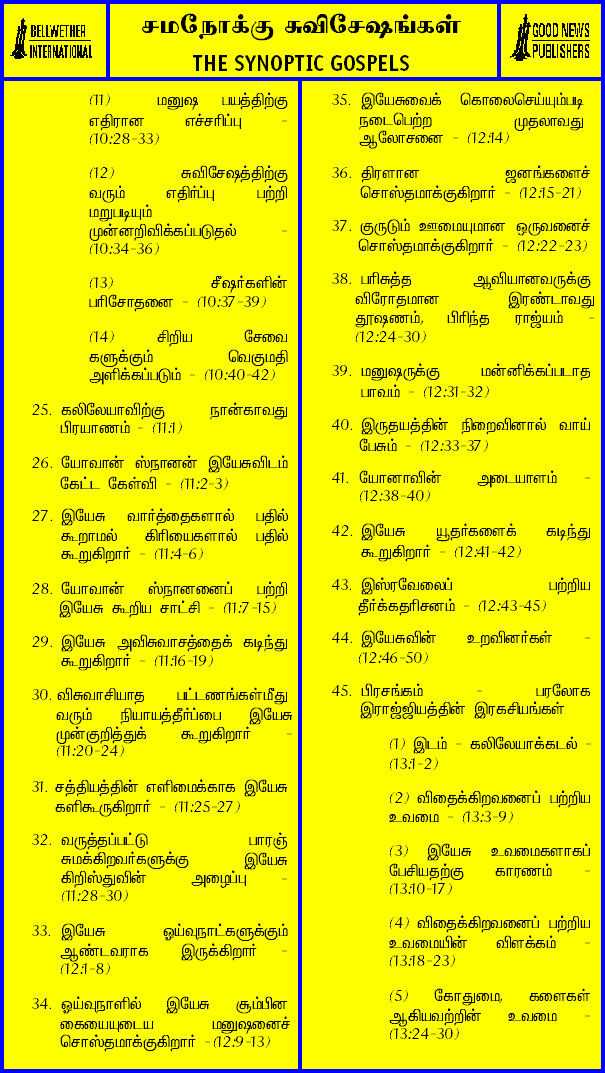 BELLWETHER
INTERNATIONAL
சமநோக்கு சுவிசேஷங்கள்
THE SYNOPTIC GOSPELS
GOOD NEWS
PUBLISHERS
(11) மனுஷ பயத்திற்கு
எதிரான எச்சரிப்பு -
(10:28-33)
(12) சுவிசேஷத்திற்கு
வரும் எதிர்ப்பு பற்றி
மறுபடியும்
முன்னறிவிக்கப்படுதல் -
(10:34-36)
(13) சீஷர்களின்
பரிசோதனை - (10:37-39)
(14) சிறிய சேவை
களுக்கும் வெகுமதி
அளிக்கப்படும் - (10:40-42)
25. கலிலேயாவிற்கு நான்காவது
பிரயாணம் - (11:1)
26. யோவான் ஸ்நானன் இயேசுவிடம்
கேட்ட கேள்வி - (11:2-3)
27. இயேசு வார்த்தைகளால் பதில்
கூறாமல் கிரியைகளால் பதில்
கூறுகிறார் - (11:4-6)
28. யோவான் ஸ்நானனைப் பற்றி
இயேசு கூறிய சாட்சி - (11:7-15)
29. இயேசு அவிசுவாசத்தைக் கடிந்து
கூறுகிறார் - (11:16-19)
30. விசுவாசியாத பட்டணங்கள்மீது
வரும் நியாயத்தீர்ப்பை இயேசு
முன்குறித்துக் கூறுகிறார் -
(11:20-24)
31. சத்தியத்தின் எளிமைக்காக இயேசு
களிகூருகிறார் - (11:25-27)
32. வருத்தப்பட்டு பாரஞ்
சுமக்கிறவர்களுக்கு இயேசு
கிறிஸ்துவின் அழைப்பு -
(11:28-30)
33. இயேசு ஓய்வுநாட்களுக்கும்
ஆண்டவராக இருக்கிறார் -
(12:1-8)
34. ஓய்வுநாளில் இயேசு சூம்பின
கையையுடைய மனுஷனைச்
சொஸ்தமாக்குகிறார் -(12:9-13)
35. இயேசுவைக் கொலைசெய்யும்படி
நடைபெற்ற முதலாவது
ஆலோசனை - (12:14)
36. திரளான ஜனங்களைச்
சொஸ்தமாக்குகிறார் - (12:15-21)
37. குருடும் ஊமையுமான ஒருவனைச்
சொஸ்தமாக்குகிறார் - (12:22-23)
38. பரிசுத்த ஆவியானவருக்கு
விரோதமான இரண்டாவது
தூஷணம், பிரிந்த ராஜ்யம் -
(12:24-30)
39. மனுஷருக்கு மன்னிக்கப்படாத
பாவம் - (12:31-32)
40. இருதயத்தின் நிறைவினால் வாய்
பேசும் - (12:33-37)
41. யோனாவின் அடையாளம் -
(12:38-40)
42. இயேசு யூதர்களைக் கடிந்து
கூறுகிறார் - (12:41-42)
43. இஸ்ரவேலைப் பற்றிய
தீர்க்கதரிசனம் - (12:43-45)
44. இயேசுவின் உறவினர்கள் -
(12:46-50)
45. பிரசங்கம் - பரலோக
இராஜ்ஜியத்தின் இரகசியங்கள்
(1) இடம் - கலிலேயாக்கடல் -
(13:1-2)
(2) விதைக்கிறவனைப் பற்றிய
உவமை - (13:3-9)
(3) இயேசு உவமைகளாகப்
பேசியதற்கு காரணம் -
(13:10-17)
(4) விதைக்கிறவனைப் பற்றிய
உவமையின் விளக்கம் -
(13:18-23)
(5) கோதுமை, களைகள்
ஆகியவற்றின் உவமை -
(13:24-30)